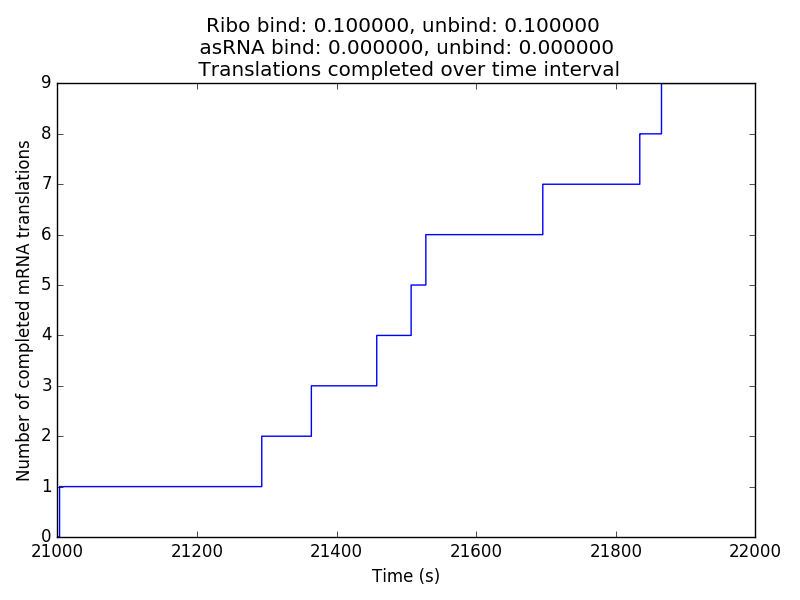 Ribo bind: 0.100000, unbind: 0.100000
asRNA bind: 0.000000, unbind: 0.000000
Translations completed over time interval
Number of completed mRNA translations
9
8
7
6
5
4
3
2
1
0
21000 21200 21400 21600 21800 22000
Time (s)